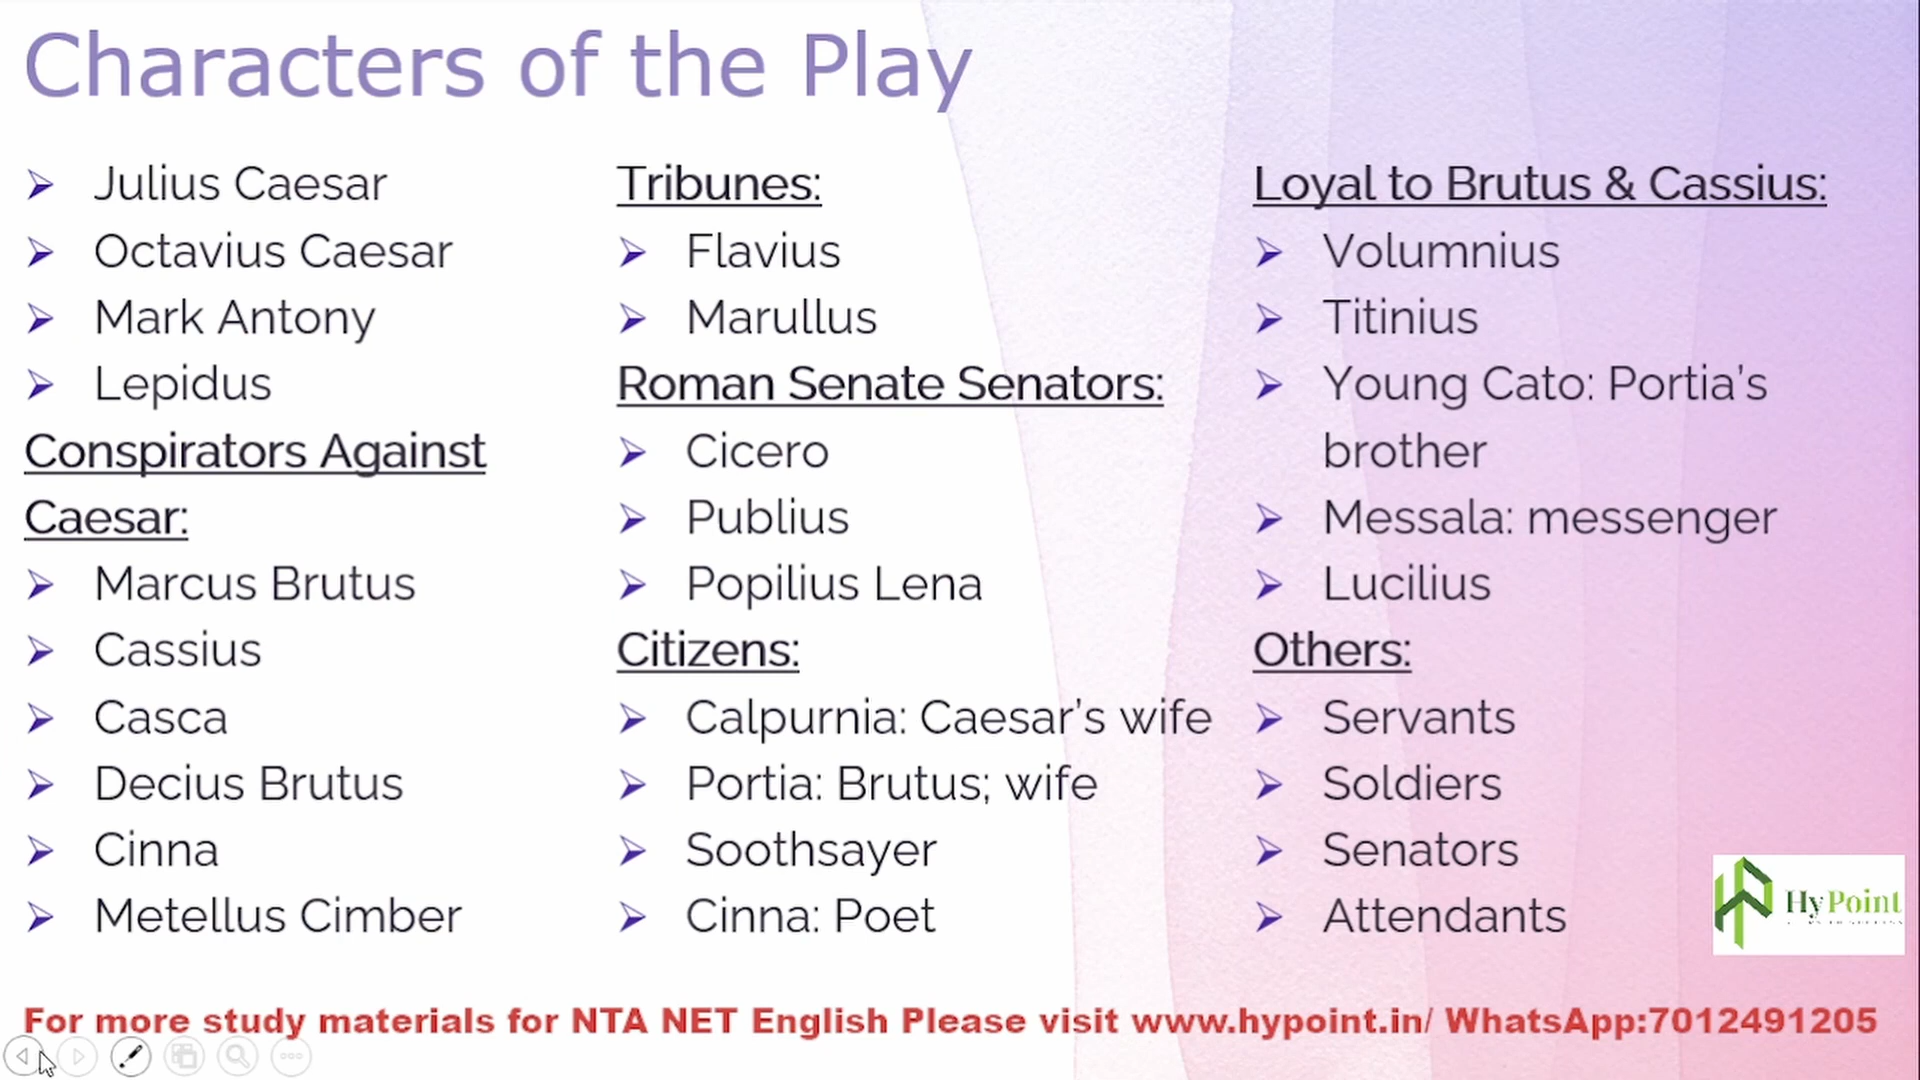 Characters of the Play
Julius Caesar
Octavius Caesar
Mark Antony
Lepidus
Conspirators Against
Caesar:
Marcus Brutus
Cassius
Casca
Decius Brutus
Cinna
Metellus Cimber
Tribunes:
Flavius
Marullus
Roman Senate Senators:
Cicero
Publius
Popilius Lena
Citizens:
Calpurnia: Caesar’s wife
Portia: Brutus; wife
Soothsayer
Cinna: Poet
Loyal to Brutus & Cassius:
Volumnius
Titinius
Young Cato: Portia’s
brother
Messala: messenger
Lucilius
Others:
Servants
Soldiers
Senators
Attendants
Hy Point
For more study materials for NTA NET English Please visit www.hypoint.in/ WhatsApp:7012491205